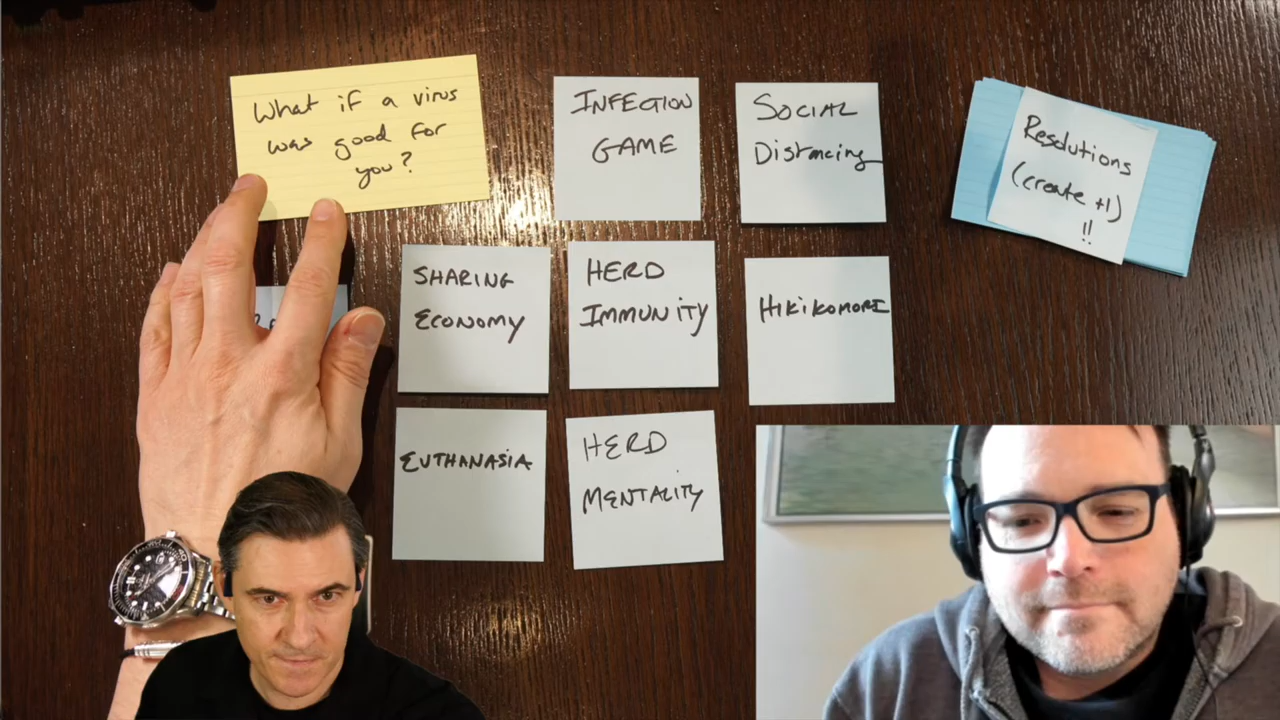 What if a virus
was good for
you?
INFECTION
GAME
SOCIAL
Distancing
Resolutions
(create +1)
!!
SHARING
ECONOMY
HERD
IMMUNITY
HIKIKOMORI
EUTHANASIA
HERD
MENTALITY